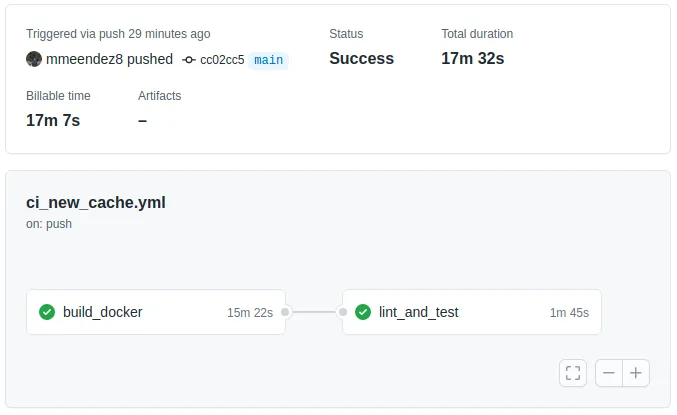 Triggered via push 29 minutes ago
mmeendez8 pushed cc02cc5 main
Status
Success
Total duration
17m 32s
Billable time
17m 7s
Artifacts
–
ci_new_cache.yml
on: push
build_docker 15m 22s
lint_and_test 1m 45s